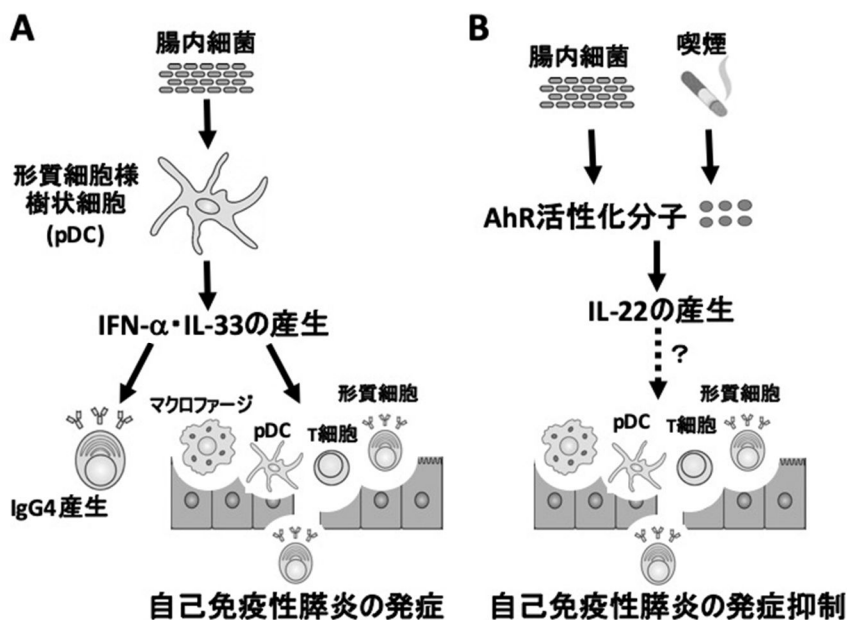 A
腸内細菌
形質細胞様
樹状細胞
(pDC)
IFN-α・IL-33の産生
IgG4産生
マクロファージ
pDC
T細胞
形質細胞
自己免疫性膵炎の発症
B
腸内細菌
喫煙
AhR活性化分子
IL-22の産生
?
pDC
T細胞
形質細胞
自己免疫性膵炎の発症抑制